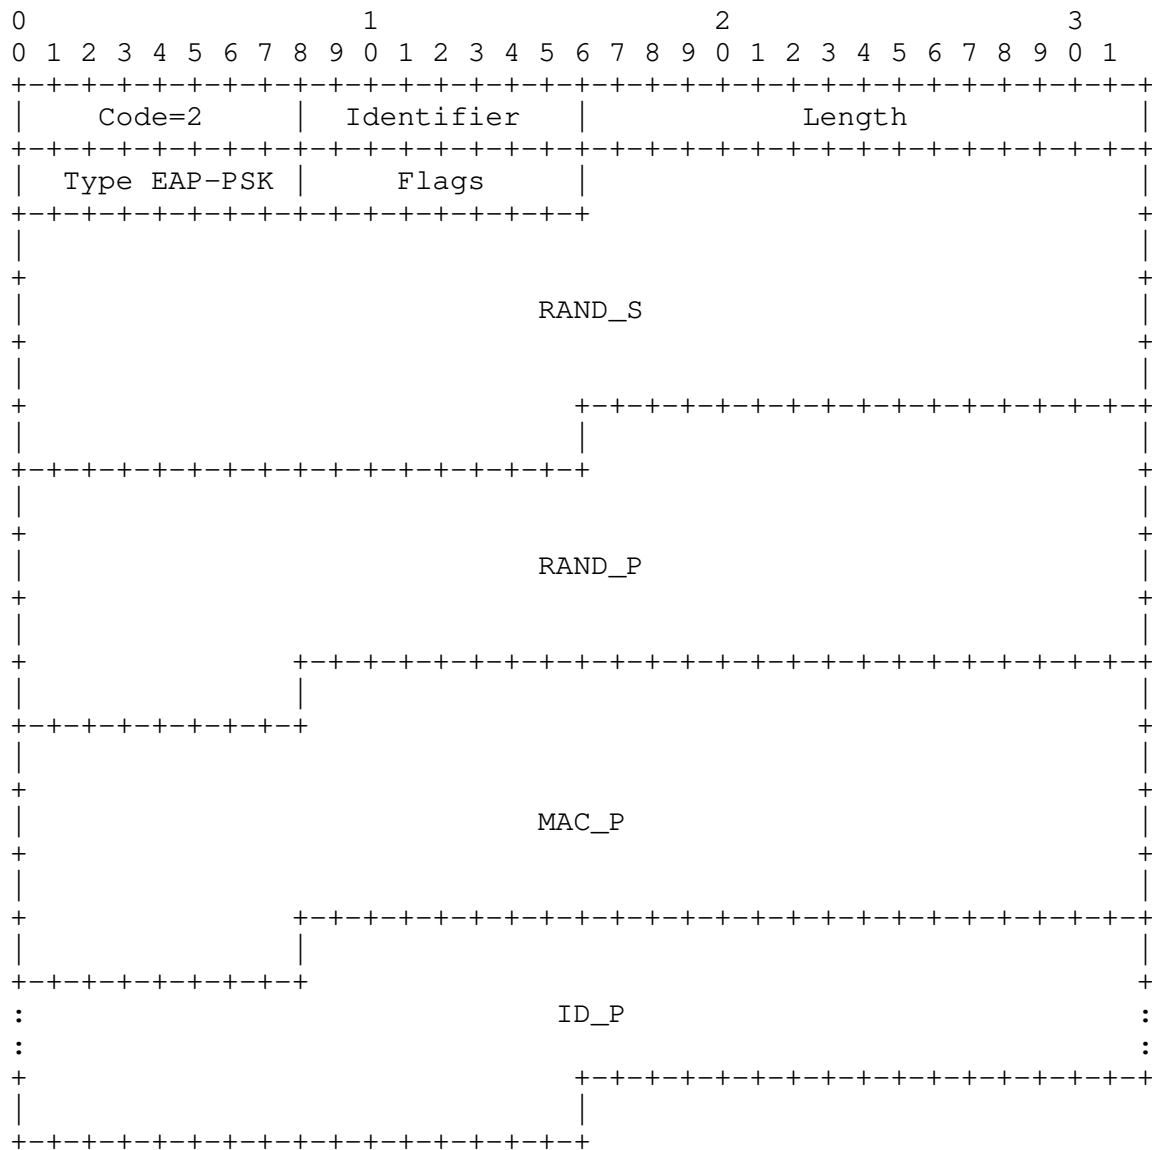 0                   1                   2                   3
0 1 2 3 4 5 6 7 8 9 0 1 2 3 4 5 6 7 8 9 0 1 2 3 4 5 6 7 8 9 0 1
+-+-+-+-+-+-+-+-+-+-+-+-+-+-+-+-+-+-+-+-+-+-+-+-+-+-+-+-+-+-+-+-+
|    Code=2     |  Identifier   |            Length             |
+-+-+-+-+-+-+-+-+-+-+-+-+-+-+-+-+-+-+-+-+-+-+-+-+-+-+-+-+-+-+-+-+
|  Type EAP-PSK |     Flags     |                               |
+-+-+-+-+-+-+-+-+-+-+-+-+-+-+-+-+                               +
|                                                               |
+                                                               +
|                             RAND_S                            |
+                                                               +
|                                                               |
+                               +-+-+-+-+-+-+-+-+-+-+-+-+-+-+-+-+
|                               |                               |
+-+-+-+-+-+-+-+-+-+-+-+-+-+-+-+-+                               +
|                                                               |
+                                                               +
|                             RAND_P                            |
+                                                               +
|                                                               |
+               +-+-+-+-+-+-+-+-+-+-+-+-+-+-+-+-+-+-+-+-+-+-+-+-+
|               |                                               |
+-+-+-+-+-+-+-+-+                                               +
|                                                               |
+                                                               +
|                             MAC_P                             |
+                                                               +
|                                                               |
+               +-+-+-+-+-+-+-+-+-+-+-+-+-+-+-+-+-+-+-+-+-+-+-+-+
|               |                                               |
+-+-+-+-+-+-+-+-+                                               +
:                              ID_P                             :
:                                                               :
+                               +-+-+-+-+-+-+-+-+-+-+-+-+-+-+-+-+
|                               |
+-+-+-+-+-+-+-+-+-+-+-+-+-+-+-+-+